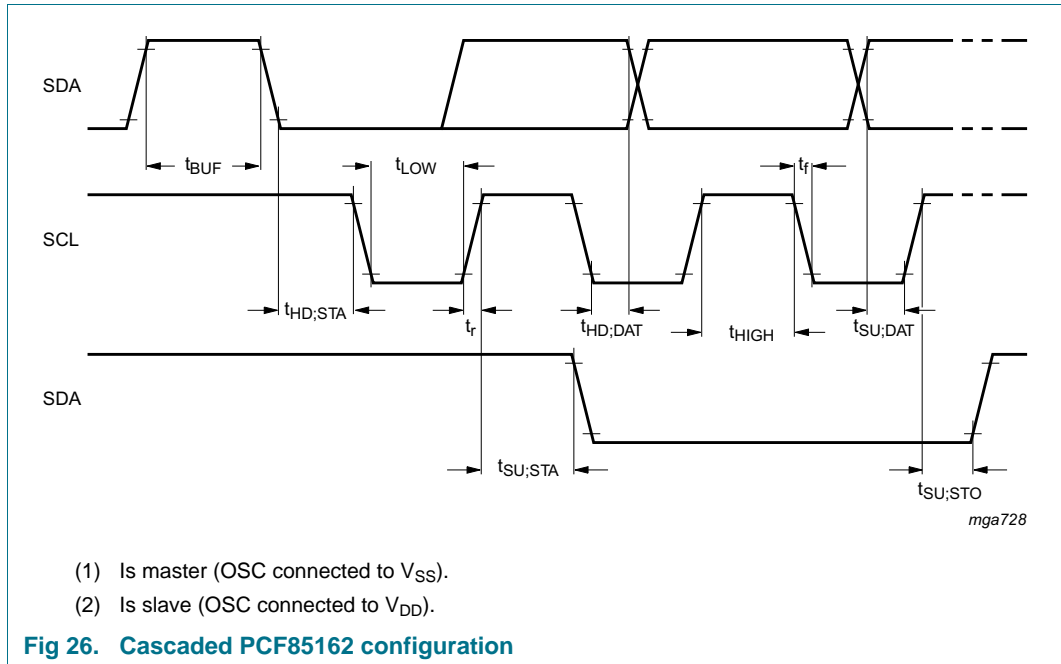 SDA
tBUF
tLOW
tf
SCL
tHD;STA
tr
tHD;DAT
tHIGH
tSU;DAT
SDA
tSU;STA
tSU;STO
mga728
(1) Is master (OSC connected to VSS).
(2) Is slave (OSC connected to VDD).
Fig 26. Cascaded PCF85162 configuration